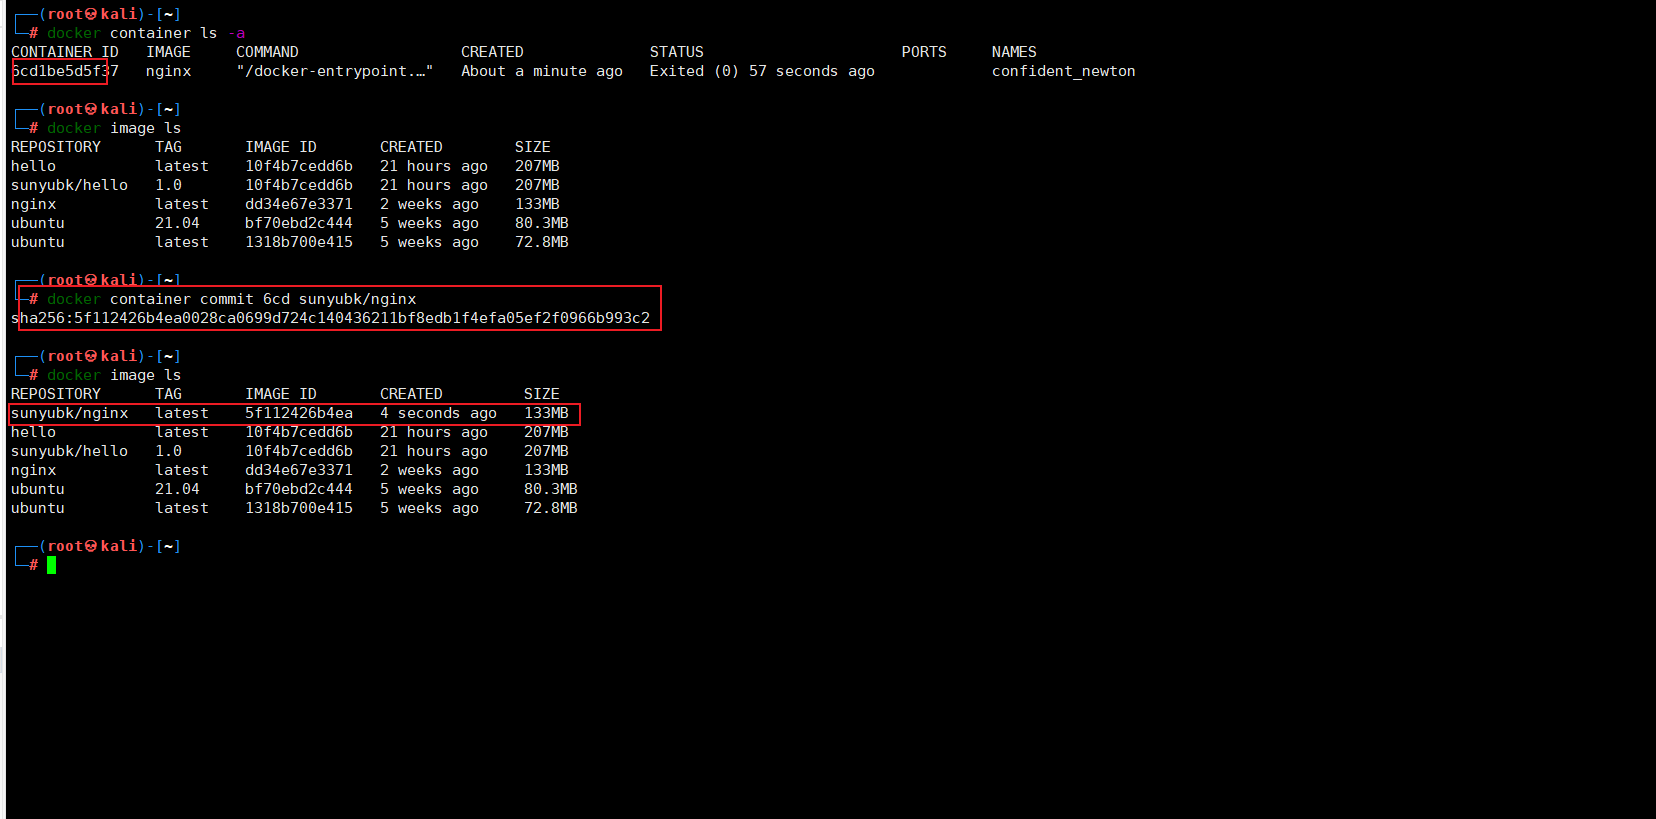 ┌──(root㉿kali)-[~]
└─# docker container ls -a
CONTAINER ID   IMAGE     COMMAND                  CREATED              STATUS                      PORTS     NAMES
6cd1be5d5f37   nginx     "/docker-entrypoint.…"   About a minute ago   Exited (0) 57 seconds ago             confident_newton
┌──(root㉿kali)-[~]
└─# docker image ls
REPOSITORY      TAG       IMAGE ID       CREATED        SIZE
hello           latest    10f4b7cedd6b   21 hours ago   207MB
sunyubk/hello   1.0       10f4b7cedd6b   21 hours ago   207MB
nginx           latest    dd34e67e3371   2 weeks ago    133MB
ubuntu          21.04     bf70ebd2c444   5 weeks ago    80.3MB
ubuntu          latest    1318b700e415   5 weeks ago    72.8MB
┌──(root㉿kali)-[~]
└─# docker container commit 6cd sunyubk/nginx
sha256:5f112426b4ea0028ca0699d724c140436211bf8edb1f4efa05ef2f0966b993c2
┌──(root㉿kali)-[~]
└─# docker image ls
REPOSITORY      TAG       IMAGE ID       CREATED         SIZE
sunyubk/nginx   latest    5f112426b4ea   4 seconds ago   133MB
hello           latest    10f4b7cedd6b   21 hours ago    207MB
sunyubk/hello   1.0       10f4b7cedd6b   21 hours ago    207MB
nginx           latest    dd34e67e3371   2 weeks ago     133MB
ubuntu          21.04     bf70ebd2c444   5 weeks ago     80.3MB
ubuntu          latest    1318b700e415   5 weeks ago     72.8MB
┌──(root㉿kali)-[~]
└─#